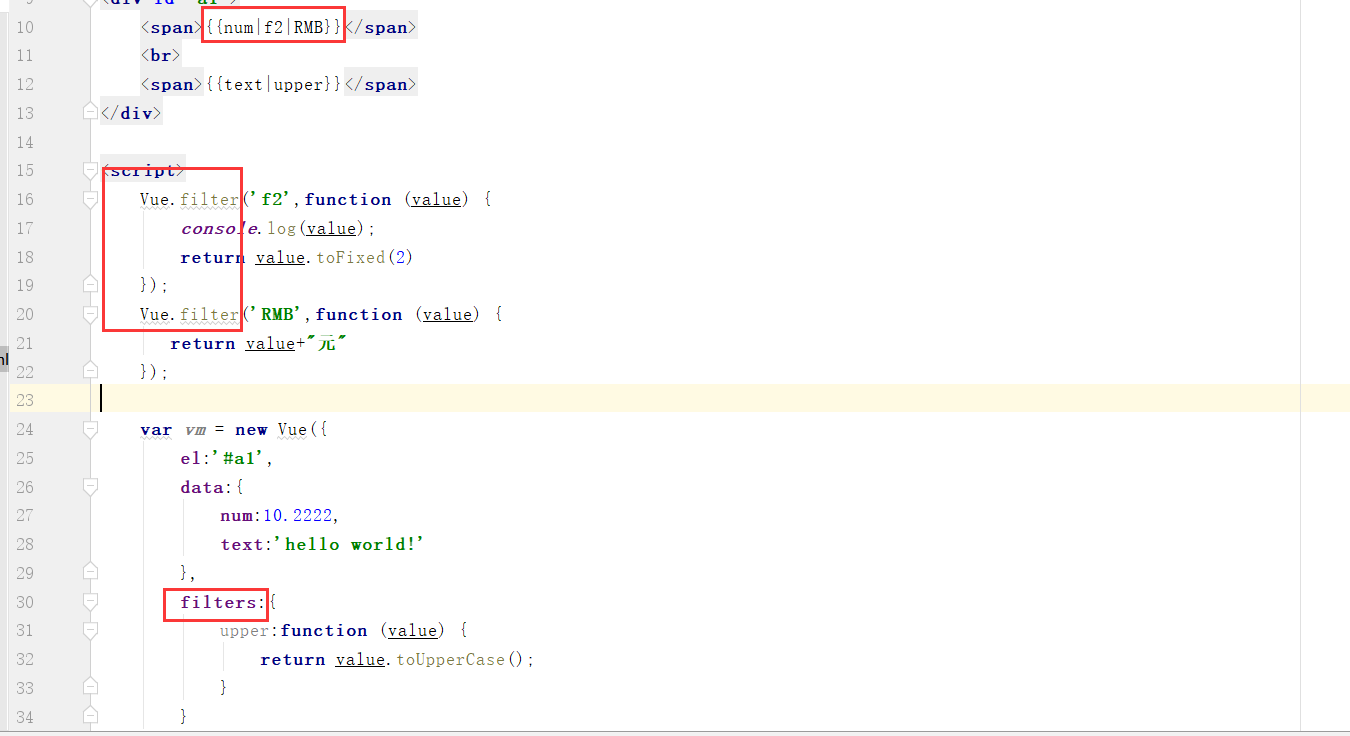 10 <span>{{num|f2|RMB}}</span>
11 <br>
12 <span>{{text|upper}}</span>
13 </div>
14
15 <script>
16 Vue.filter('f2',function (value) {
17 console.log(value);
18 return value.toFixed(2)
19 });
20 Vue.filter('RMB',function (value) {
21 return value+"元"
22 });
23
24 var vm = new Vue({
25 el:'#a1',
26 data:{
27 num:10.2222,
28 text:'hello world!'
29 },
30 filters:{
31 upper:function (value) {
32 return value.toUpperCase();
33 }
34 }